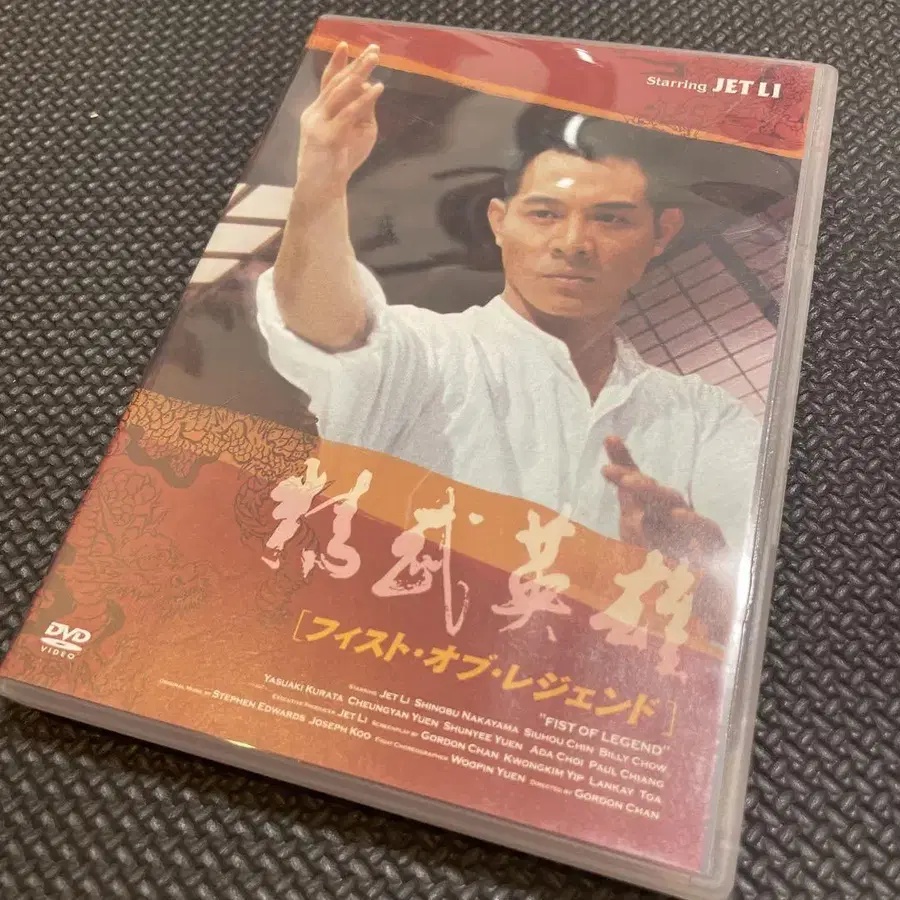 Starring JET LI
精武英雄
[フィスト・オブ・レジェンド]
"FIST OF LEGEND"
STARRING JET LI SHINOBU NAKAYAMA SIUHOU CHIN BILLY CHOW
YASUAKI KURATA CHEUNGYAN YUEN SHUNYEE YUEN ADA CHOI PAUL CHIANG
EXECUTIVE PRODUCER JET LI SCREENPLAY BY GORDON CHAN KWONGKIM YIP LANKAY TOA
ORIGINAL MUSIC BY STEPHEN EDWARDS JOSEPH KOO FIGHT CHOREOGRAPHER WOOPIN YUEN DIRECTED BY GORDON CHAN
DVD
VIDEO